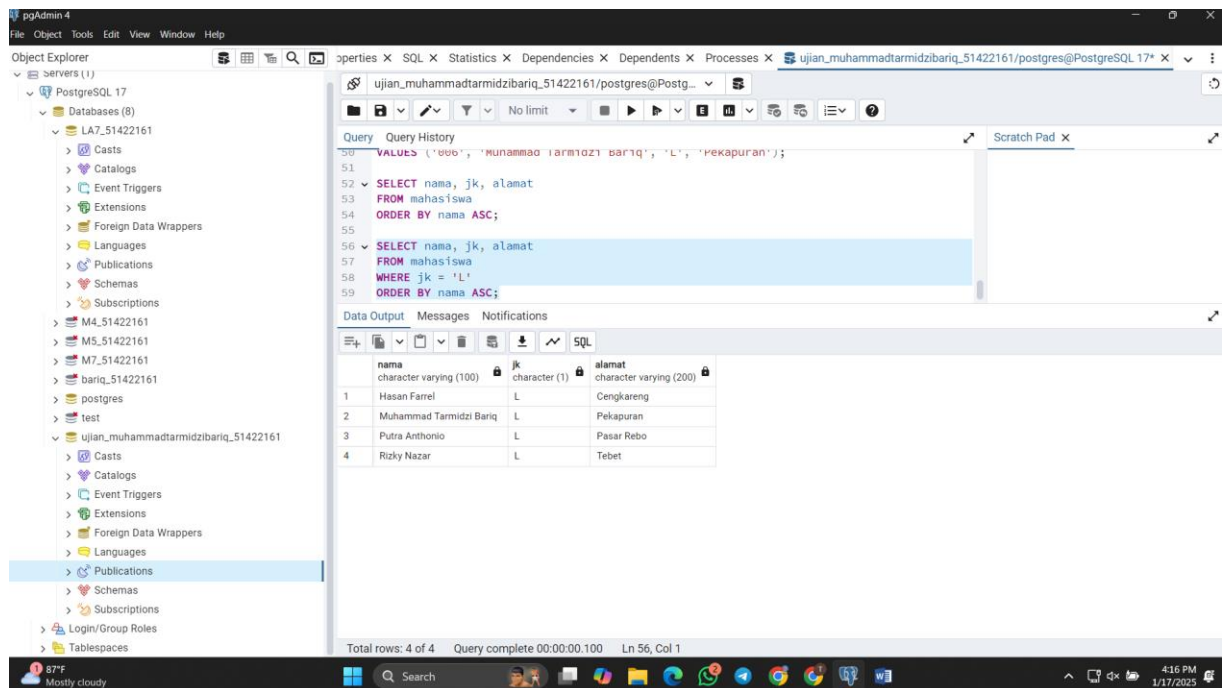 pgAdmin 4
File Object Tools Edit View Window Help
Object Explorer
Servers (1)
PostgreSQL 17
Databases (8)
LA7_51422161
Casts
Catalogs
Event Triggers
Extensions
Foreign Data Wrappers
Languages
Publications
Schemas
Subscriptions
M4_51422161
M5_51422161
M7_51422161
bariq_51422161
postgres
test
ujian_muhammadtarmidzibariq_51422161
Casts
Catalogs
Event Triggers
Extensions
Foreign Data Wrappers
Languages
Publications
Schemas
Subscriptions
Login/Group Roles
Tablespaces
operties X SQL X Statistics X Dependencies X Dependents X Processes X ujian_muhammadtarmidzibariq_51422161/postgres@PostgreSQL 17* X
ujian_muhammadtarmidzibariq_51422161/postgres@Postg...
No limit
Query Query History
Scratch Pad X
50 VALUES ('006', 'Muhammad Tarmidzi Bariq', 'L', 'Pekapuran');
51
52 SELECT nama, jk, alamat
53 FROM mahasiswa
54 ORDER BY nama ASC;
55
56 SELECT nama, jk, alamat
57 FROM mahasiswa
58 WHERE jk = 'L'
59 ORDER BY nama ASC;
Data Output Messages Notifications
SQL
nama jk alamat
character varying (100) character (1) character varying (200)
1 Hasan Farrel L Cengkareng
2 Muhammad Tarmidzi Bariq L Pekapuran
3 Putra Anthonio L Pasar Rebo
4 Rizky Nazar L Tebet
Total rows: 4 of 4 Query complete 00:00:00.100 Ln 56, Col 1
1 87°F
Mostly cloudy
Search
4:16 PM
1/17/2025